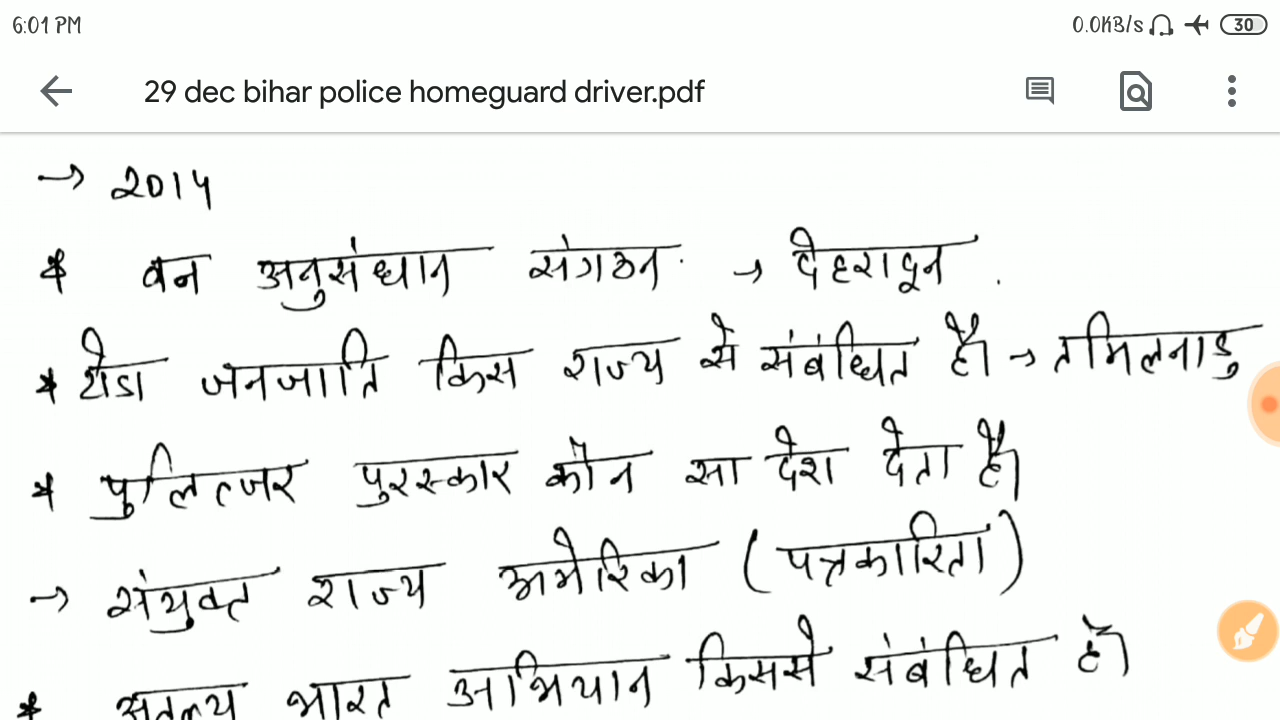 6:01 PM 0.0KB/s 30
29 dec bihar police homeguard driver.pdf
→ 2014
* वन अनुसंधान संगठन → देहरादून.
* टोडा जनजाति किस राज्य से संबंधित है। → तमिलनाडु
* पुलित्जर पुरस्कार कौन सा देश देता है।
→ संयुक्त राज्य अमेरिका (पत्रकारिता)
* भारत अभियान किससे संबंधित है।